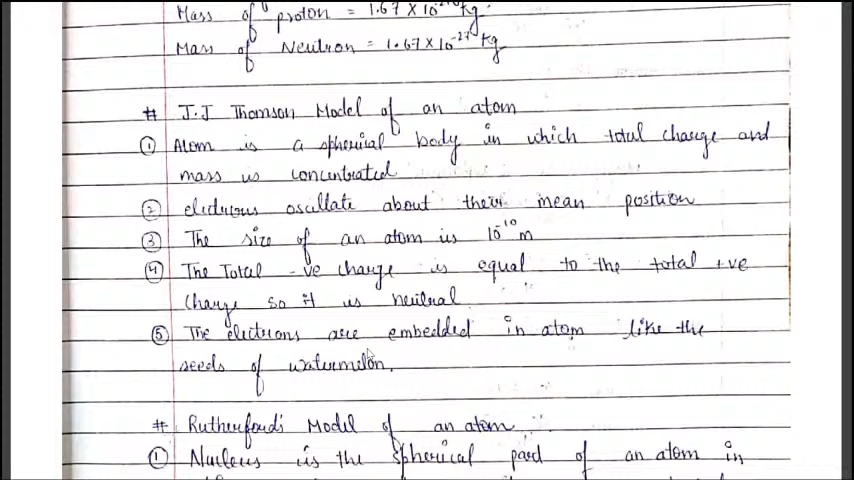 Mass of proton = 1.67 × 10 Kg
Mass of Neutron = 1.67 × 10⁻²⁷ Kg
# J.J Thomson Model of an atom
① Atom is a spherical body in which total charge and
mass is concentrated
② electrons oscillate about their mean position
③ The size of an atom is 10⁻¹⁰ m
④ The Total -ve charge is equal to the total +ve
charge so it is neutral
⑤ The electrons are embedded in atom like the
seeds of watermelon.
# Rutherford's Model of an atom
① Nucleus is the spherical part of an atom in